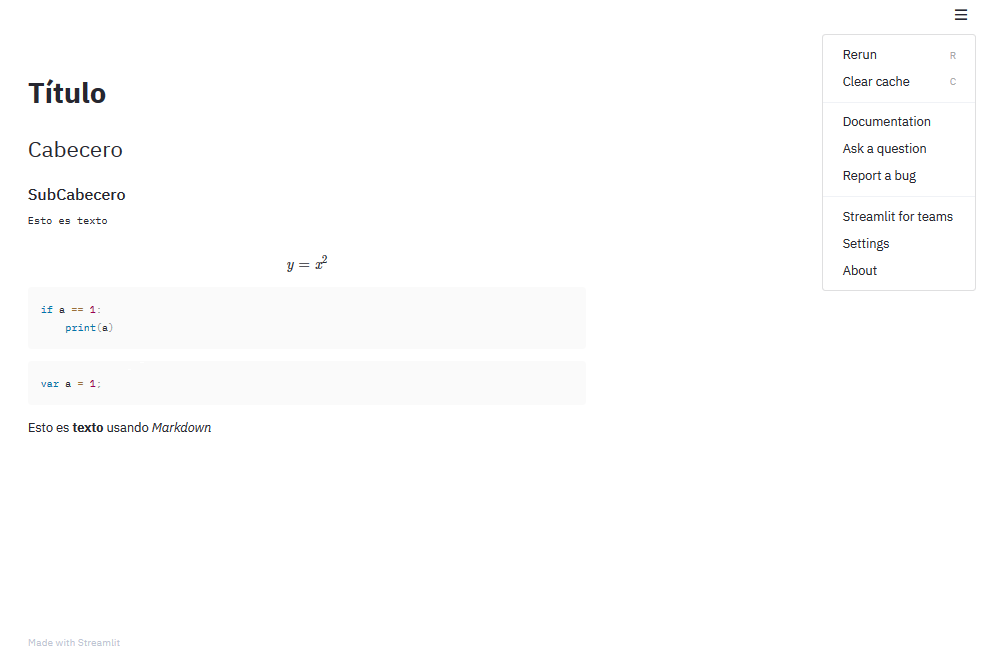 Título
Cabecero
SubCabecero
Esto es texto
y = x²
if a == 1:
    print(a)
var a = 1;
Esto es texto usando Markdown
Made with Streamlit
Rerun R
Clear cache C
Documentation
Ask a question
Report a bug
Streamlit for teams
Settings
About